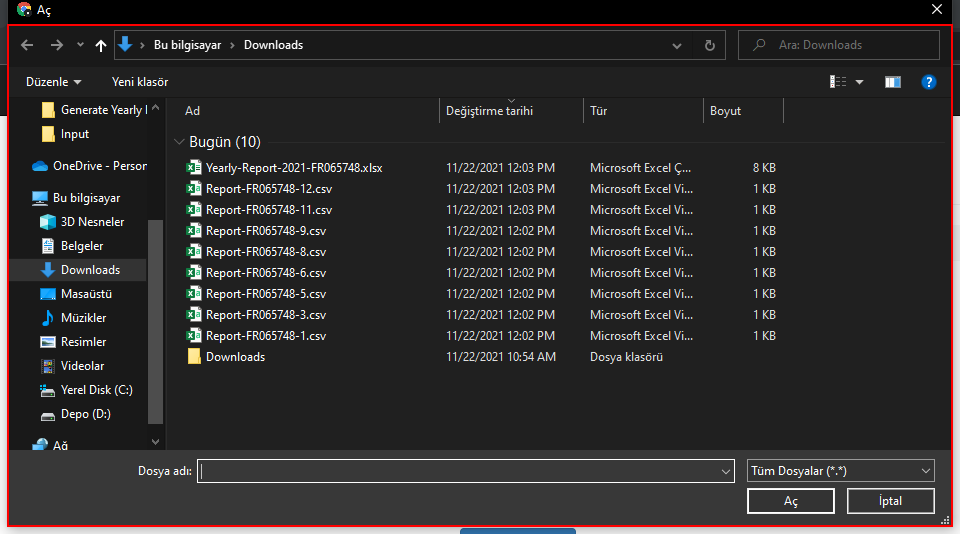 Aç
Bu bilgisayar Downloads
Ara: Downloads
Düzenle Yeni klasör
Generate Yearly
Input
OneDrive - Person
Bu bilgisayar
3D Nesneler
Belgeler
Downloads
Masaüstü
Müzikler
Resimler
Videolar
Yerel Disk (C:)
Depo (D:)
Ağ
Ad Değiştirme tarihi Tür Boyut
Bugün (10)
Yearly-Report-2021-FR065748.xlsx 11/22/2021 12:03 PM Microsoft Excel Ç... 8 KB
Report-FR065748-12.csv 11/22/2021 12:03 PM Microsoft Excel Vi... 1 KB
Report-FR065748-11.csv 11/22/2021 12:03 PM Microsoft Excel Vi... 1 KB
Report-FR065748-9.csv 11/22/2021 12:02 PM Microsoft Excel Vi... 1 KB
Report-FR065748-8.csv 11/22/2021 12:02 PM Microsoft Excel Vi... 1 KB
Report-FR065748-6.csv 11/22/2021 12:02 PM Microsoft Excel Vi... 1 KB
Report-FR065748-5.csv 11/22/2021 12:02 PM Microsoft Excel Vi... 1 KB
Report-FR065748-3.csv 11/22/2021 12:02 PM Microsoft Excel Vi... 1 KB
Report-FR065748-1.csv 11/22/2021 12:02 PM Microsoft Excel Vi... 1 KB
Downloads 11/22/2021 10:54 AM Dosya klasörü
Dosya adı:
Tüm Dosyalar (*.*)
Aç İptal